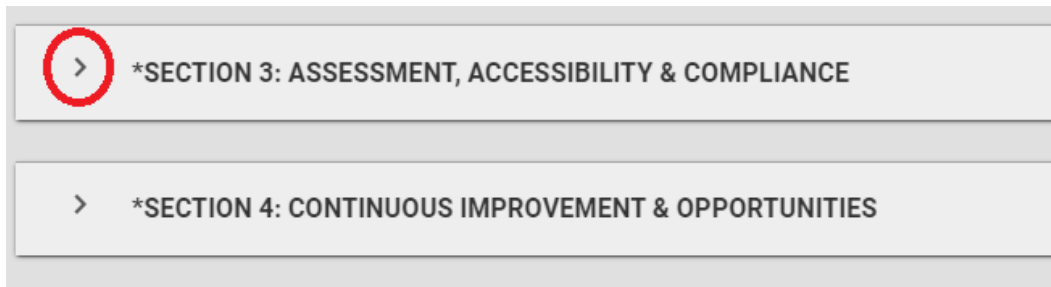 *SECTION 3: ASSESSMENT, ACCESSIBILITY & COMPLIANCE
*SECTION 4: CONTINUOUS IMPROVEMENT & OPPORTUNITIES